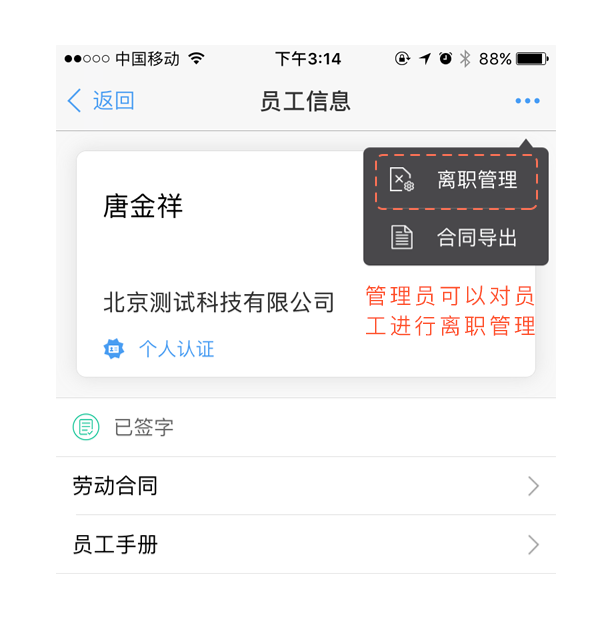 中国移动 下午3:14 88%
返回 员工信息
离职管理
唐金祥
合同导出
北京测试科技有限公司
管理员可以对员
工进行离职管理
个人认证
已签字
劳动合同
员工手册